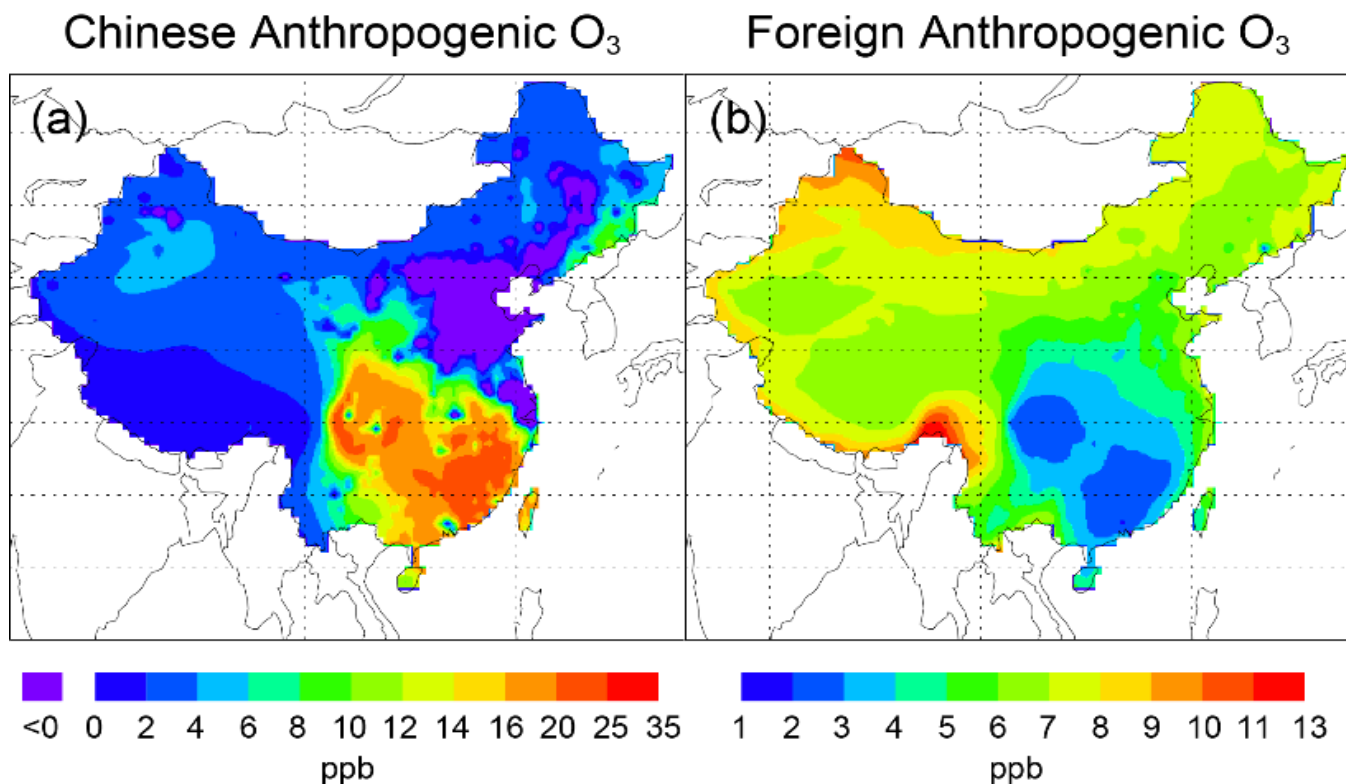 Chinese Anthropogenic O₃
Foreign Anthropogenic O₃
(a)
(b)
<0 0 2 4 6 8 10 12 14 16 20 25 35
ppb
1 2 3 4 5 6 7 8 9 10 11 13
ppb